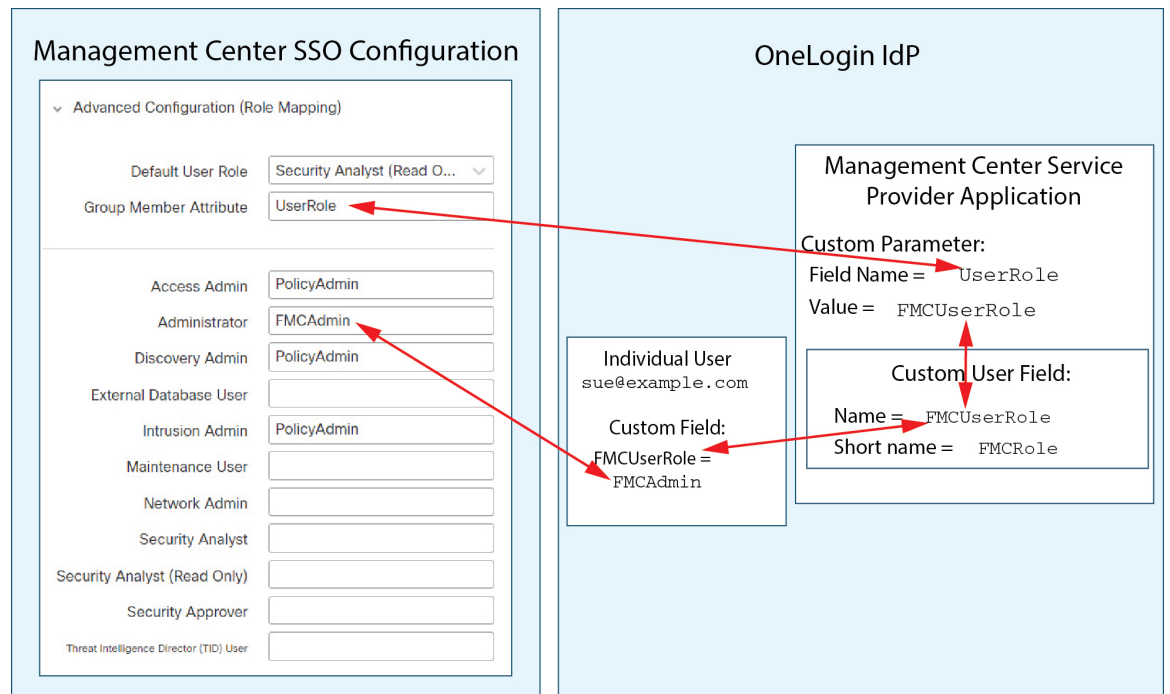 Management Center SSO Configuration
Advanced Configuration (Role Mapping)
Default User Role Security Analyst (Read O...
Group Member Attribute UserRole
Access Admin PolicyAdmin
Administrator FMCAdmin
Discovery Admin PolicyAdmin
External Database User
Intrusion Admin PolicyAdmin
Maintenance User
Network Admin
Security Analyst
Security Analyst (Read Only)
Security Approver
Threat Intelligence Director (TID) User
OneLogin IdP
Individual User
sue@example.com
Custom Field:
FMCUserRole =
FMCAdmin
Management Center Service
Provider Application
Custom Parameter:
Field Name = UserRole
Value = FMCUserRole
Custom User Field:
Name = FMCUserRole
Short name = FMCRole